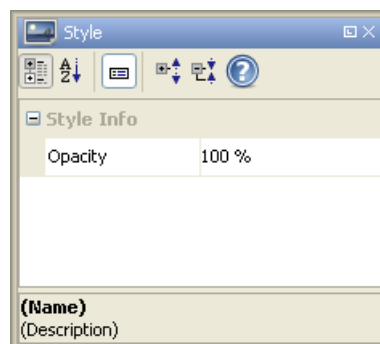 Style
A
Z
?
Style Info
Opacity 100 %
(Name)
(Description)